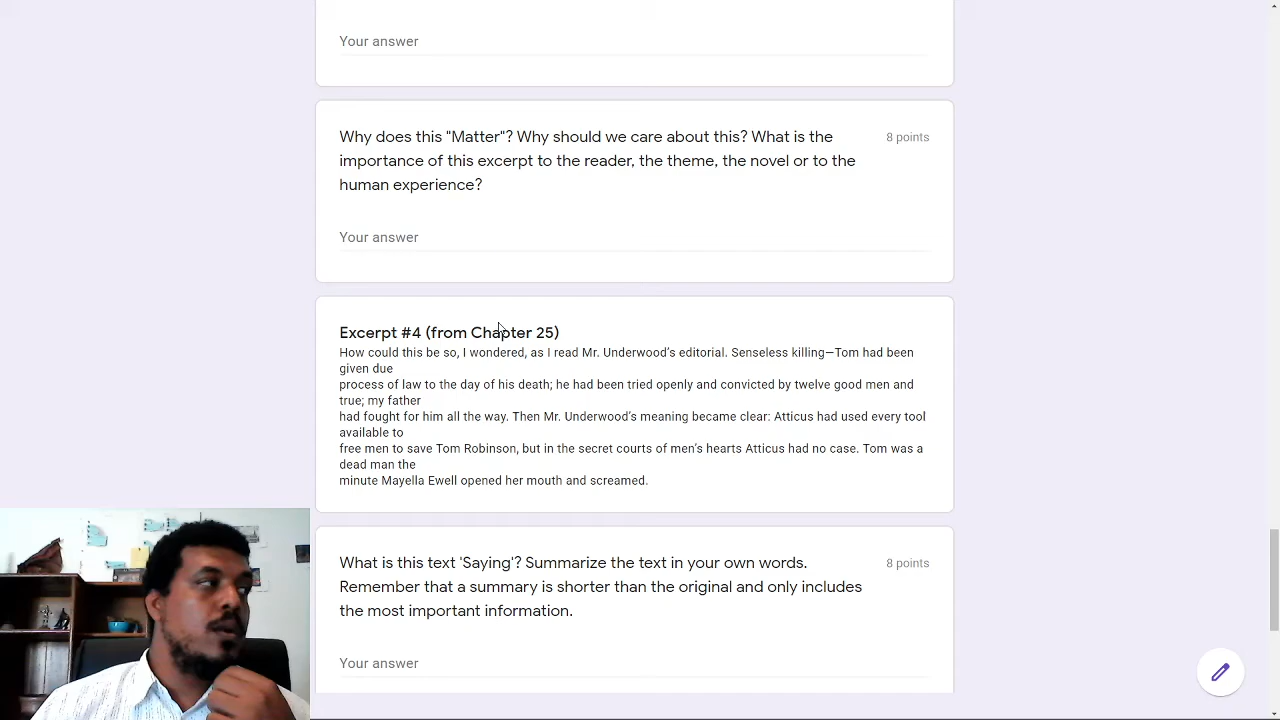 Your answer
Why does this "Matter"? Why should we care about this? What is the
8 points
importance of this excerpt to the reader, the theme, the novel or to the
human experience?
Your answer
Excerpt #4 (from Chapter 25)
How could this be so, I wondered, as I read Mr. Underwood’s editorial. Senseless killing—Tom had been
given due
process of law to the day of his death; he had been tried openly and convicted by twelve good men and
true; my father
had fought for him all the way. Then Mr. Underwood’s meaning became clear: Atticus had used every tool
available to
free men to save Tom Robinson, but in the secret courts of men’s hearts Atticus had no case. Tom was a
dead man the
minute Mayella Ewell opened her mouth and screamed.
What is this text 'Saying'? Summarize the text in your own words.
8 points
Remember that a summary is shorter than the original and only includes
the most important information.
Your answer